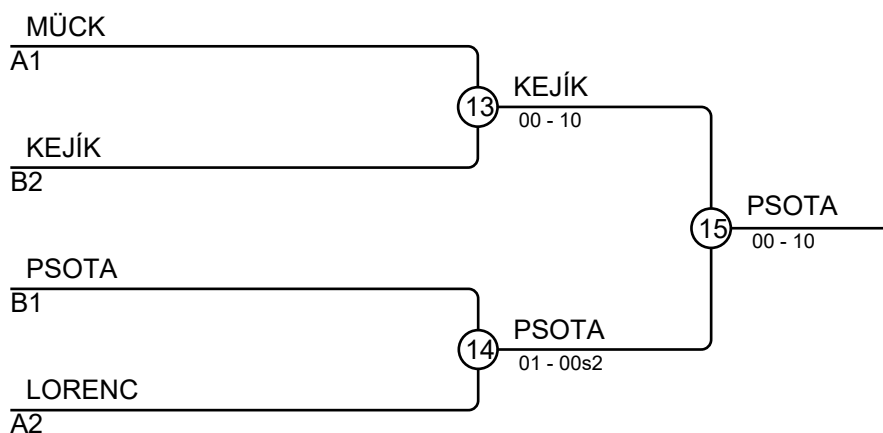 MÜCK
A1
13
KEJÍK
00 - 10
KEJÍK
B2
15
PSOTA
00 - 10
PSOTA
B1
14
PSOTA
01 - 00s2
LORENC
A2